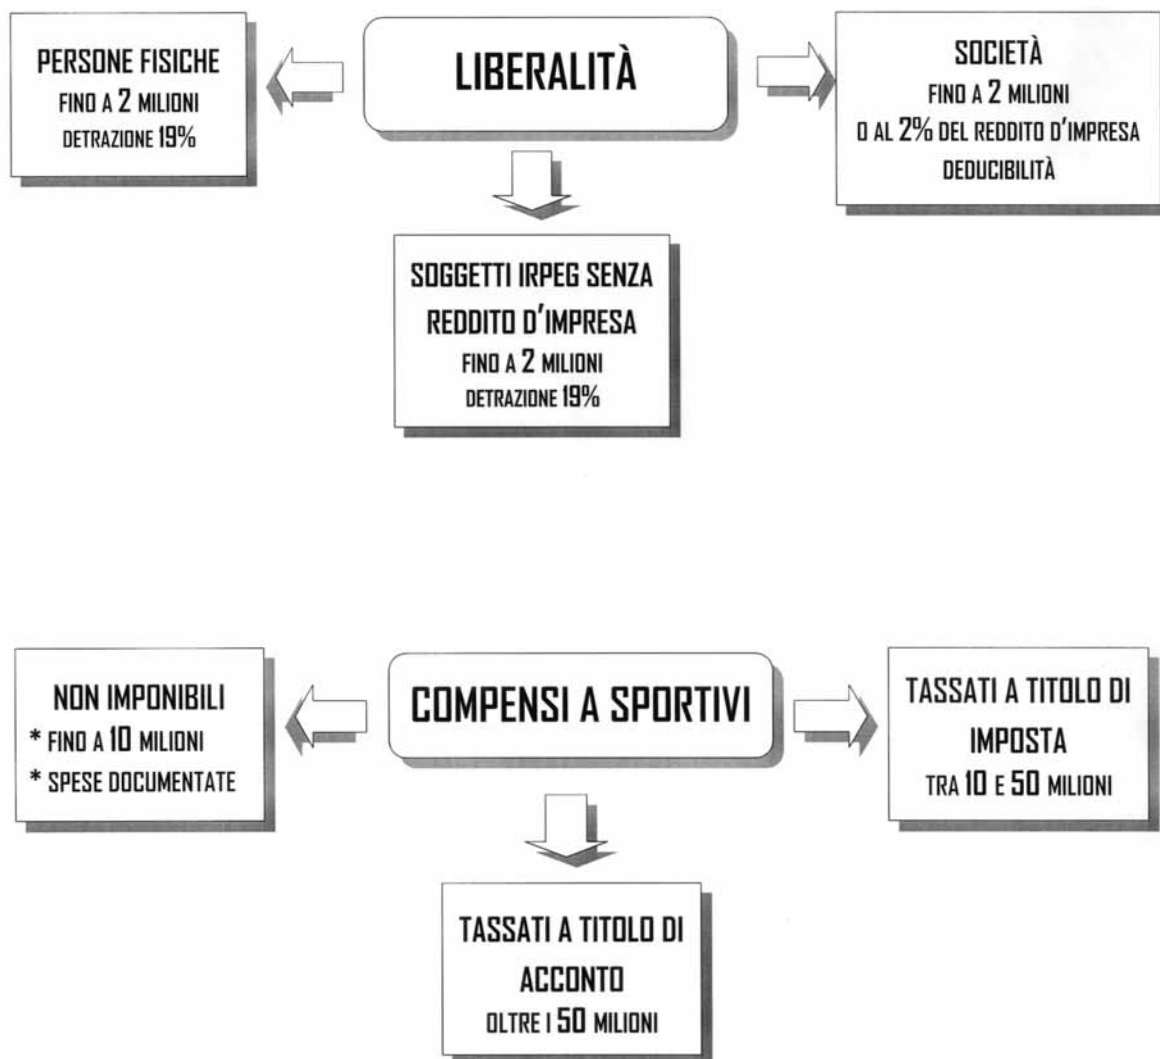 LIBERALITÀ
PERSONE FISICHE
FINO A 2 MILIONI
DETRAZIONE 19%
SOCIETÀ
FINO A 2 MILIONI
O AL 2% DEL REDDITO D'IMPRESA
DEDUCIBILITÀ
SOGGETTI IRPEG SENZA
REDDITO D'IMPRESA
FINO A 2 MILIONI
DETRAZIONE 19%
COMPENSI A SPORTIVI
NON IMPONIBILI
* FINO A 10 MILIONI
* SPESE DOCUMENTATE
TASSATI A TITOLO DI
IMPOSTA
TRA 10 E 50 MILIONI
TASSATI A TITOLO DI
ACCONTO
OLTRE I 50 MILIONI